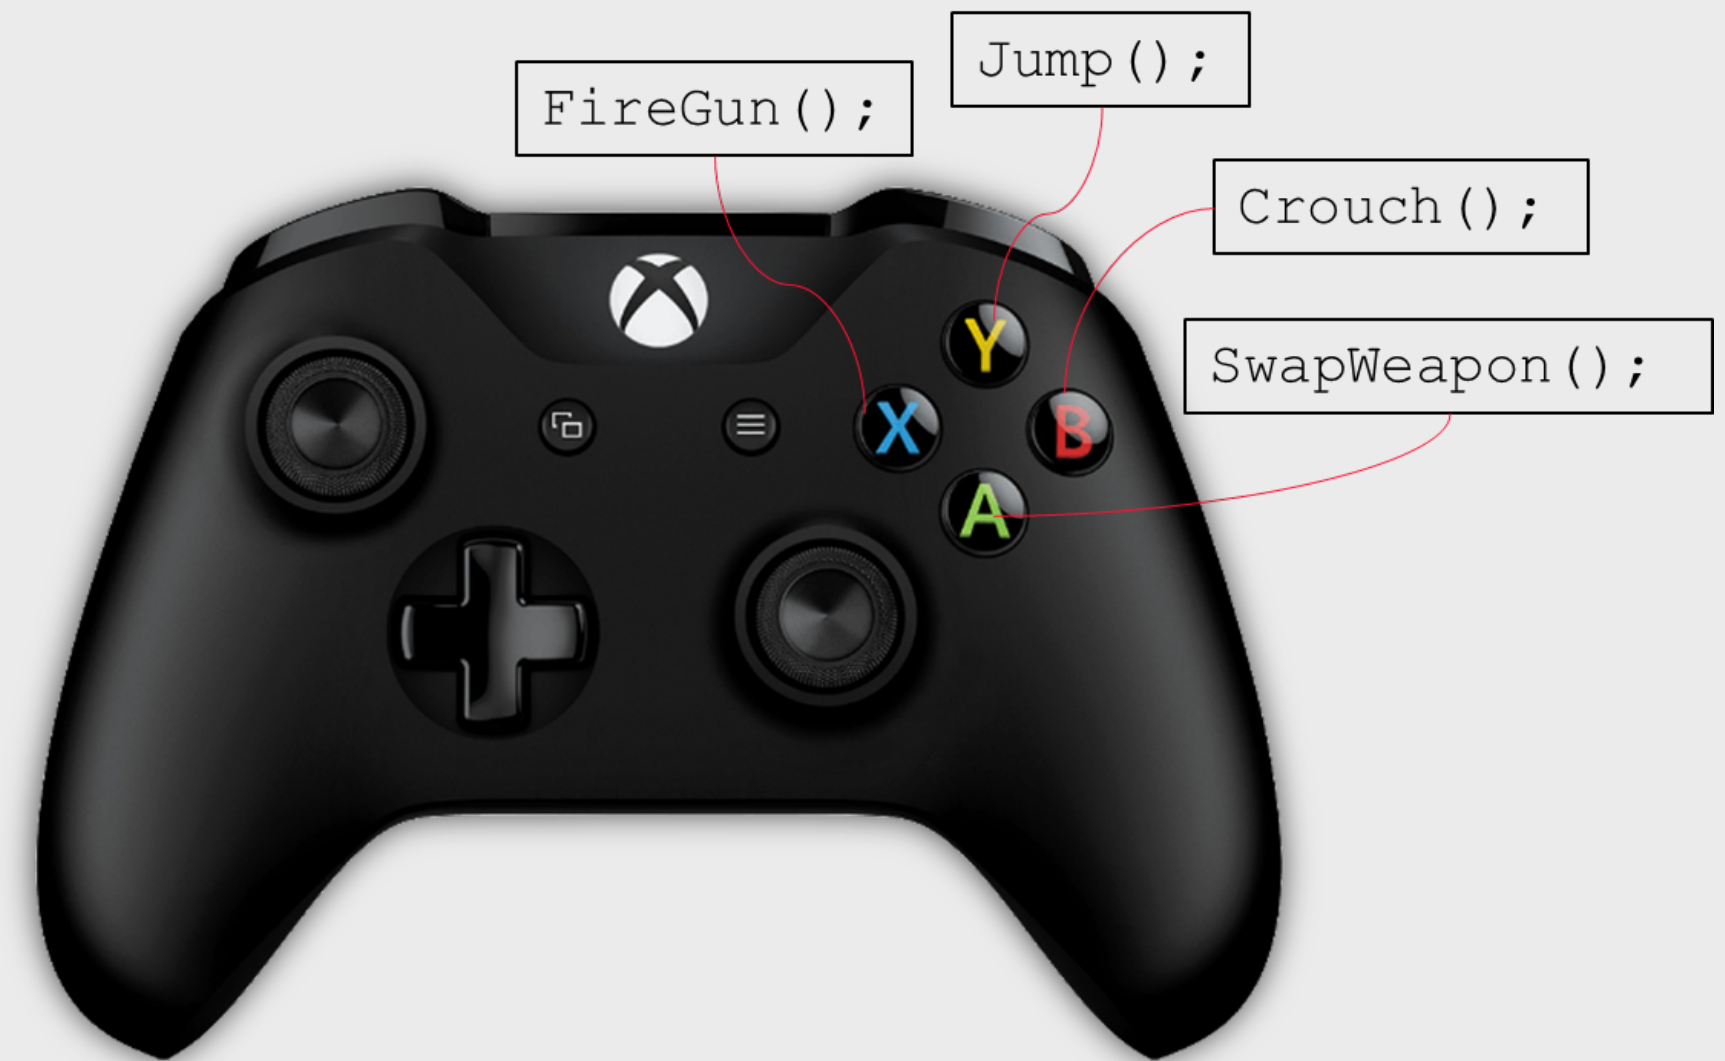 Jump();
FireGun();
Crouch();
SwapWeapon();
Y
X
B
A